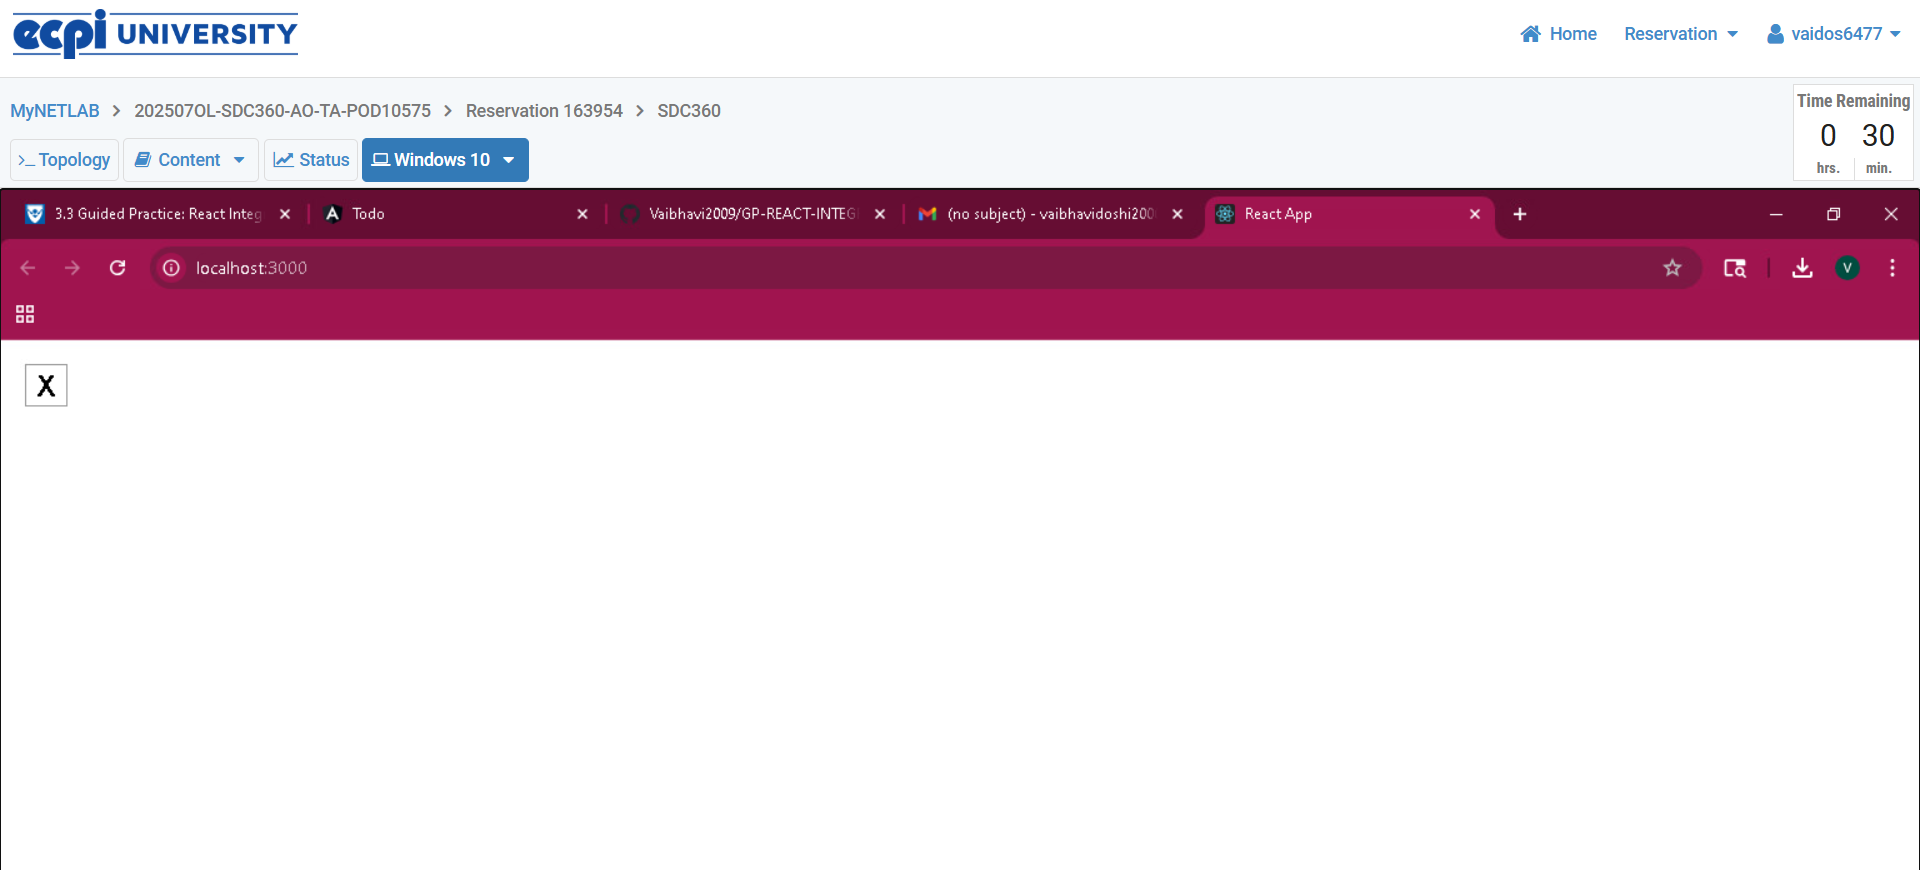 ecpi UNIVERSITY
Home Reservation vaidos6477
MyNETLAB > 202507OL-SDC360-AO-TA-POD10575 > Reservation 163954 > SDC360
Time Remaining
0 30
hrs. min.
>_ Topology Content Status Windows 10
3.3 Guided Practice: React Integ
Todo
Vaibhavi2009/GP-REACT-INTEG
(no subject) - vaibhavidoshi200
React App
localhost:3000
V
X